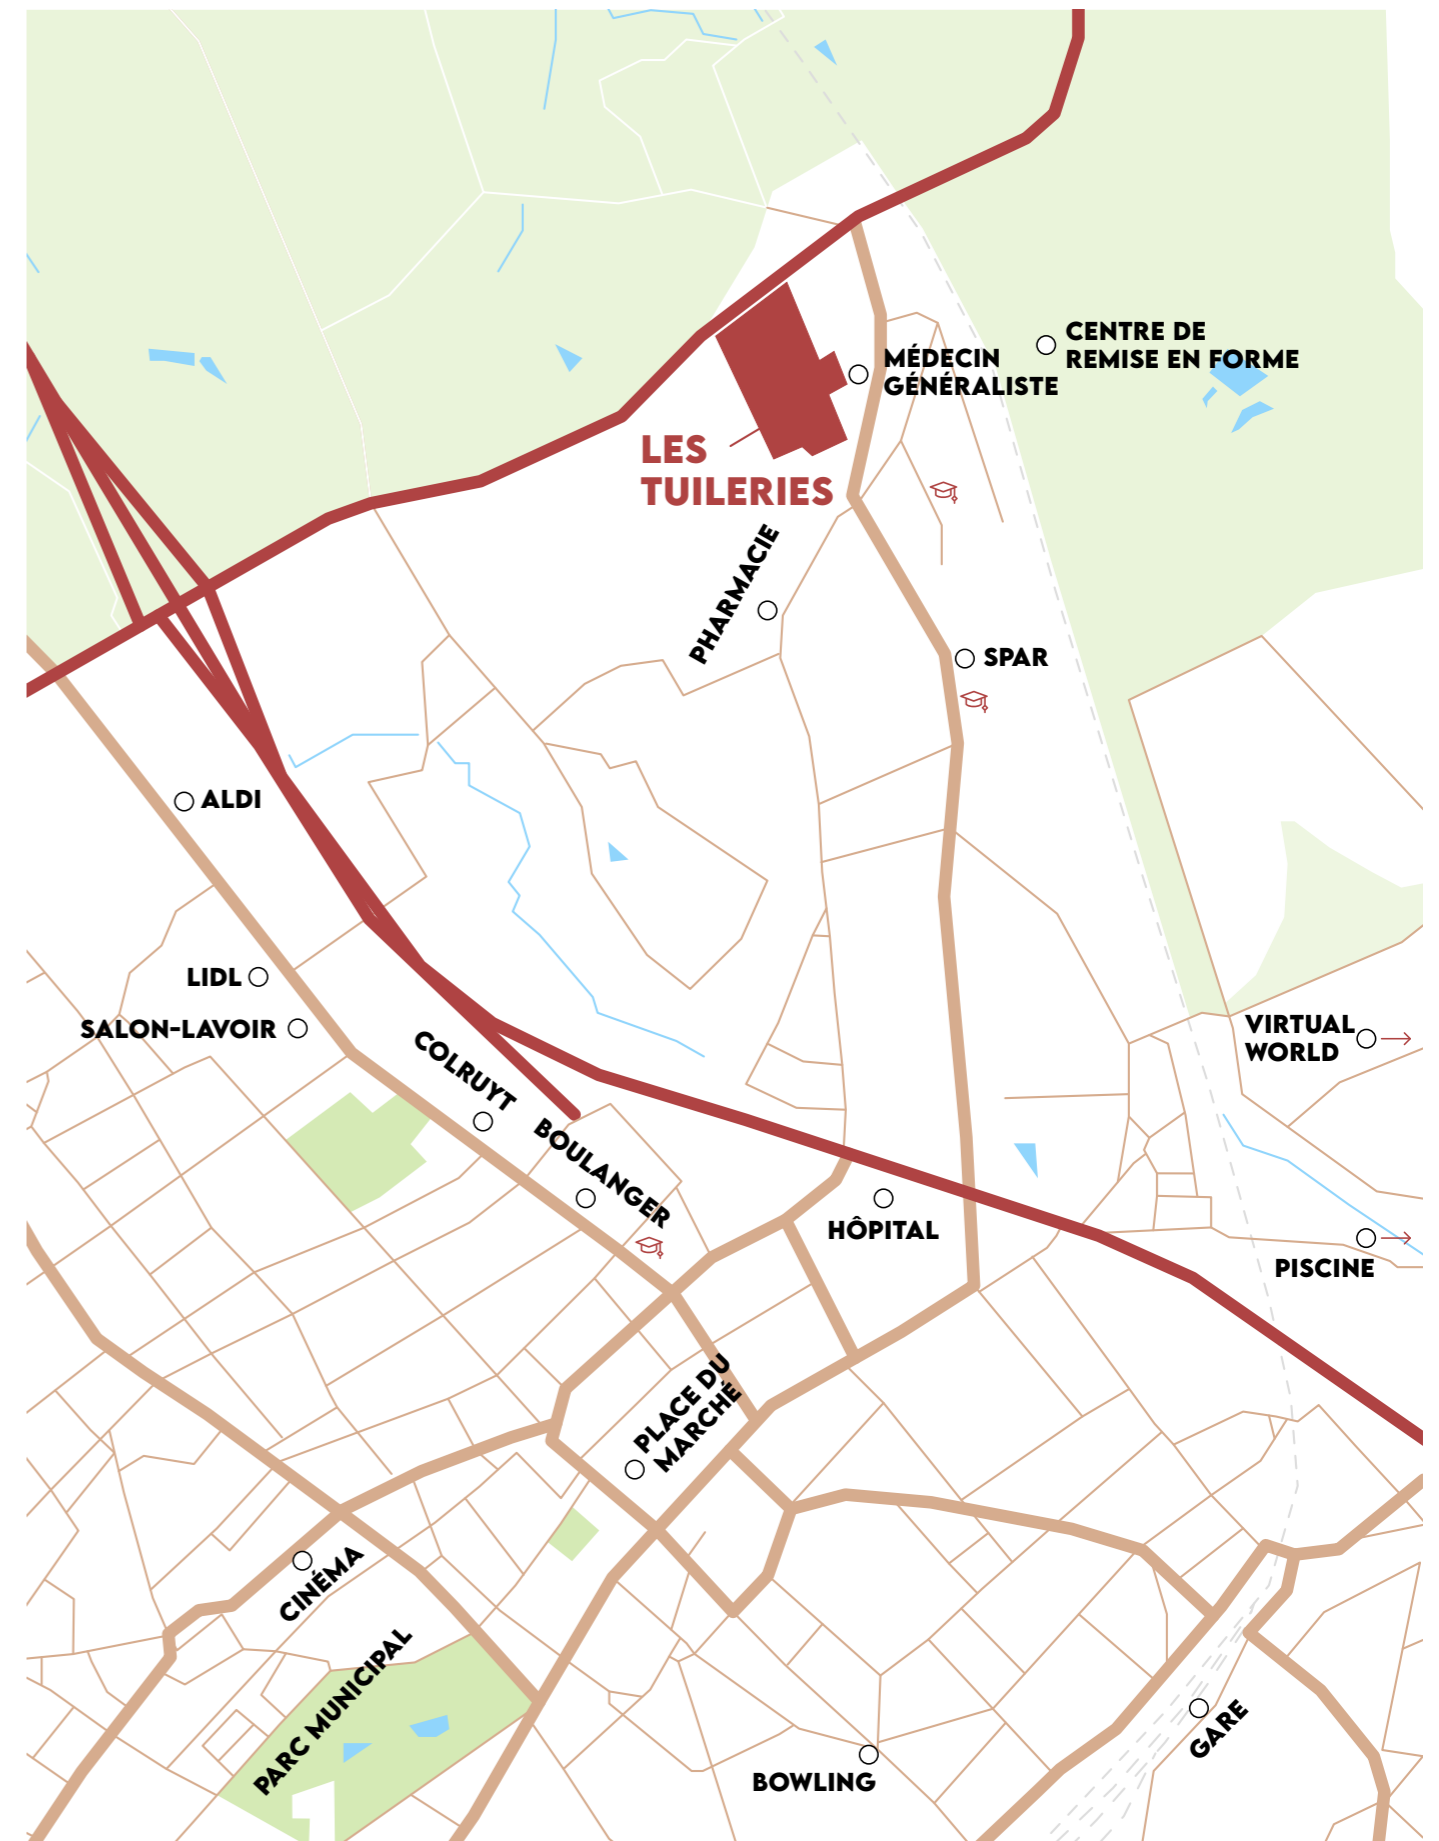 CENTRE DE
REMISE EN FORME
MÉDECIN
GÉNÉRALISTE
LES
TUILERIES
PHARMACIE
SPAR
ALDI
LIDL
SALON-LAVOIR
COLRUYT
BOULANGER
VIRTUAL
WORLD
HÔPITAL
PISCINE
PLACE DU
MARCHÉ
CINÉMA
PARC MUNICIPAL
GARE
BOWLING
1